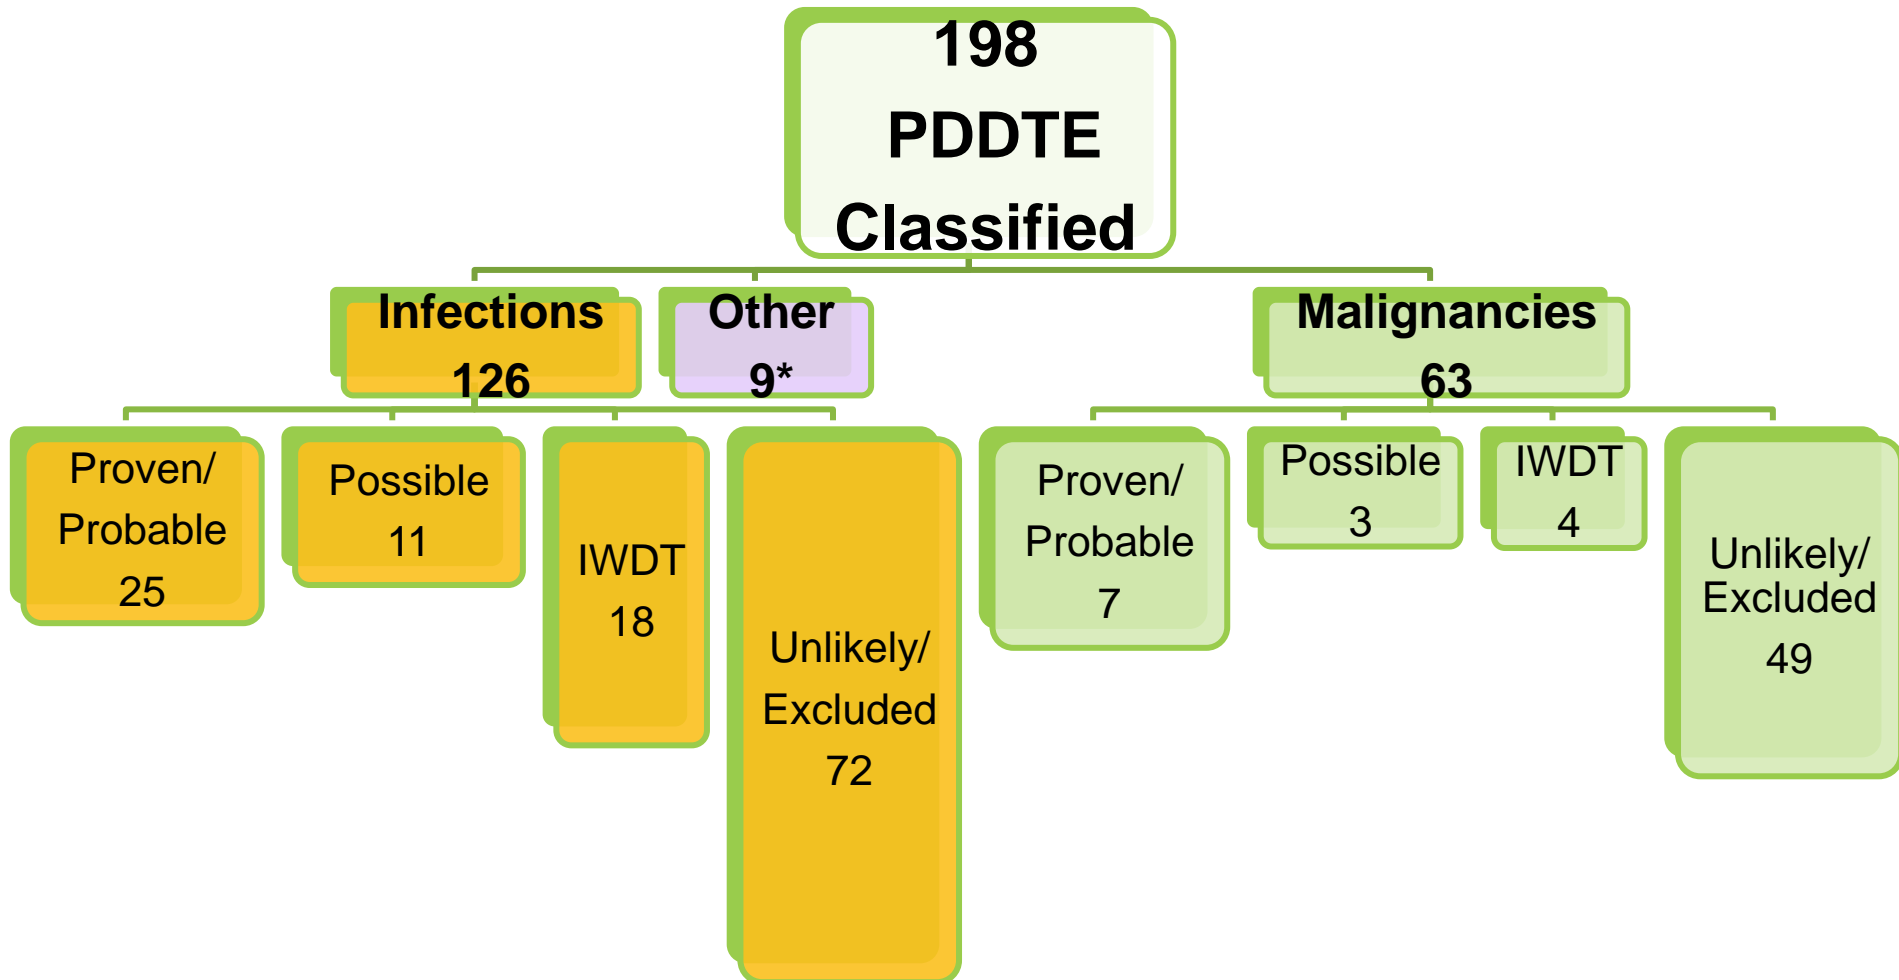 198
PDDTE
Classified
Infections
126
Other
9*
Malignancies
63
Proven/
Probable
25
Possible
11
IWDT
18
Unlikely/
Excluded
72
Proven/
Probable
7
Possible
3
IWDT
4
Unlikely/
Excluded
49